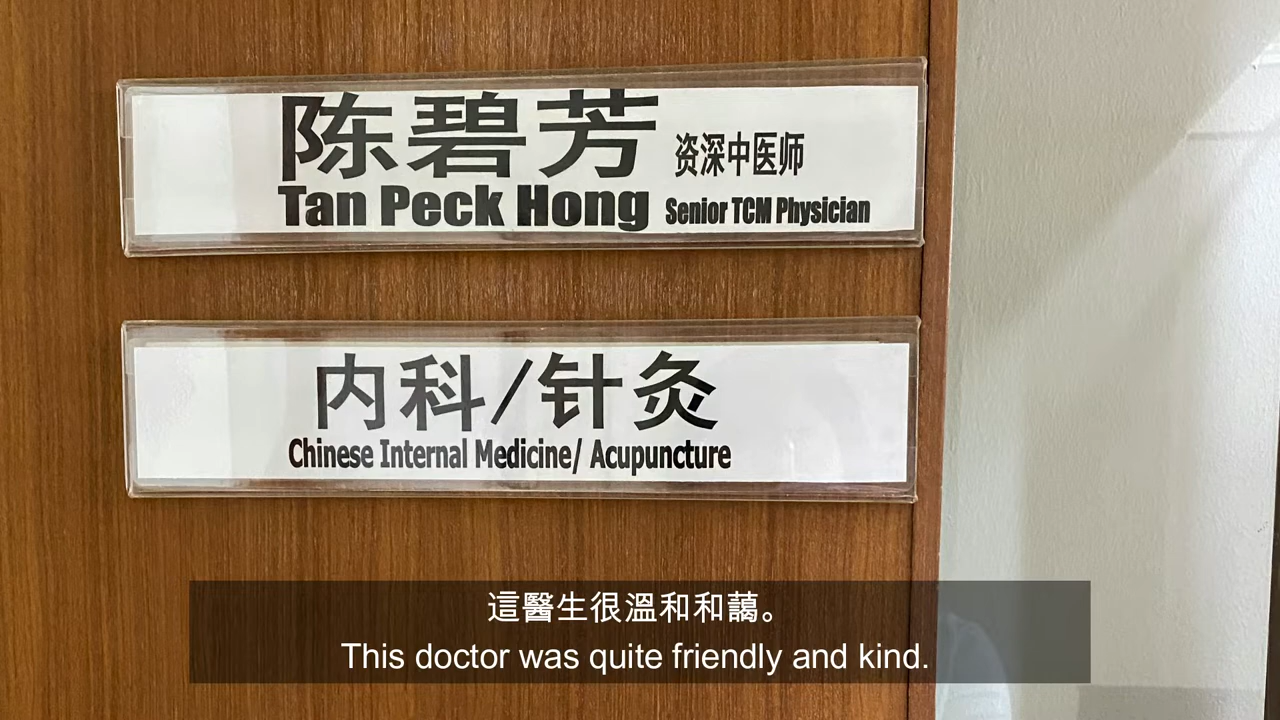 陈碧芳 资深中医师
Tan Peck Hong Senior TCM Physician
内科/针灸
Chinese Internal Medicine/ Acupuncture
這醫生很溫和和藹。
This doctor was quite friendly and kind.